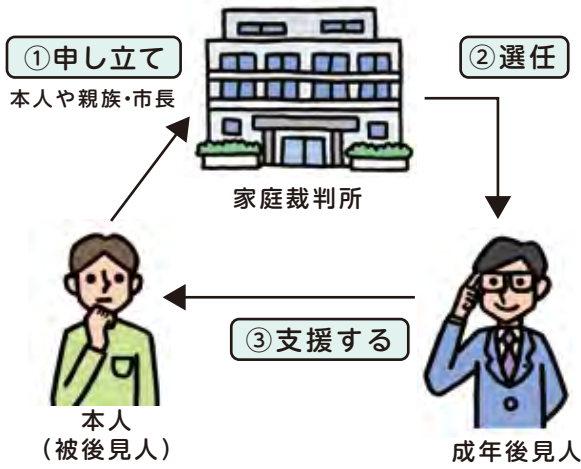 ①申し立て
本人や親族・市長
②選任
家庭裁判所
③支援する
本人
（被後見人）
成年後見人